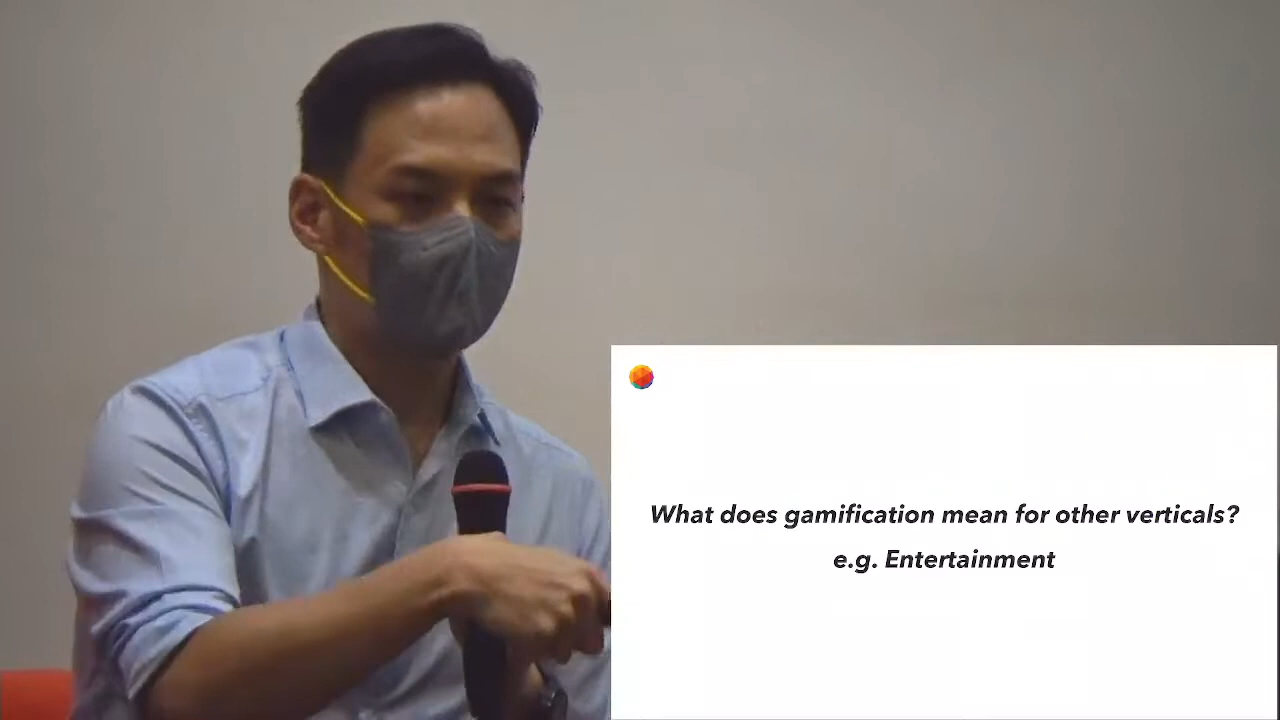 What does gamification mean for other verticals?
e.g. Entertainment